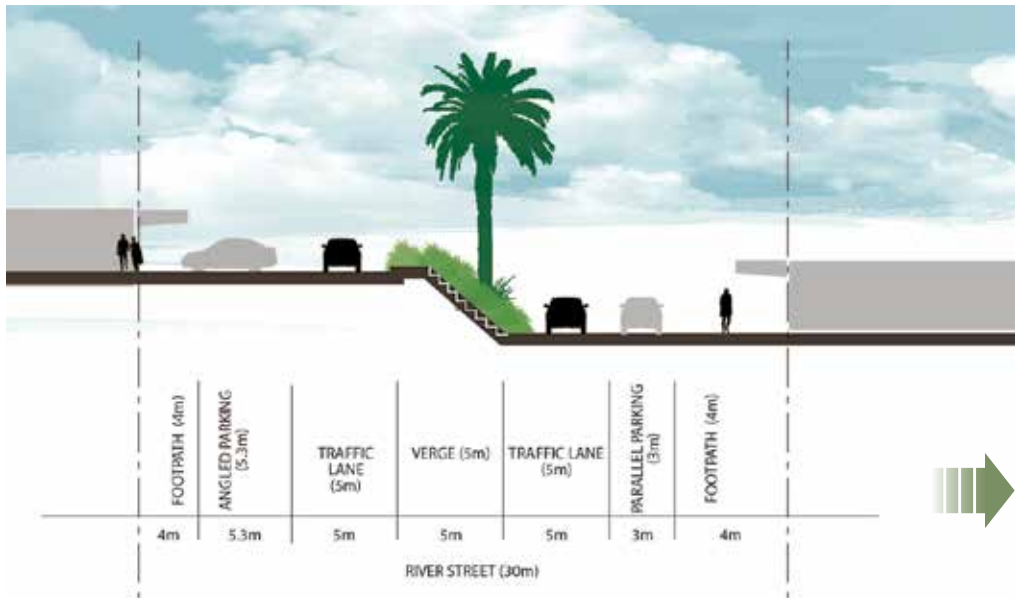 FOOTPATH (4m)
ANGLED PARKING
(5.3m)
TRAFFIC
LANE
(5m)
VERGE (5m)
TRAFFIC LANE
(5m)
PARALLEL PARKING
(3m)
FOOTPATH (4m)
4m
5.3m
5m
5m
5m
3m
4m
RIVER STREET (30m)